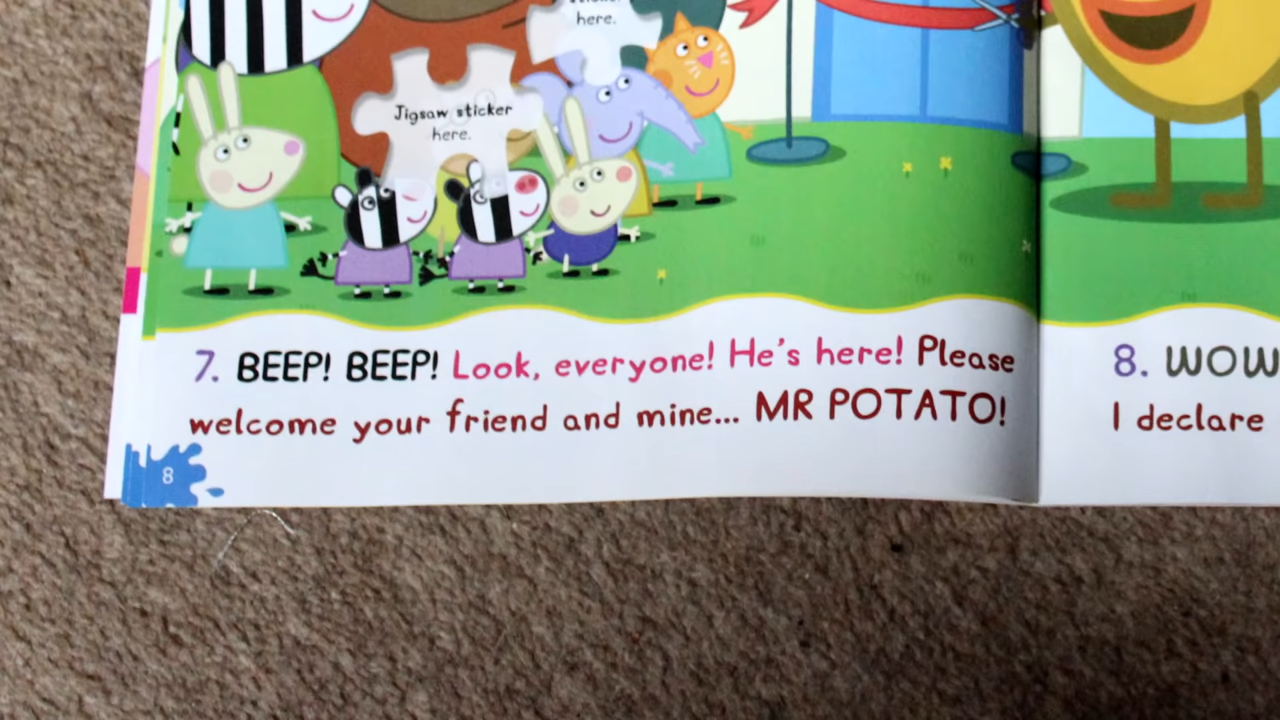 here.
Jigsaw sticker
here.
7. BEEP! BEEP! Look, everyone! He's here! Please
welcome your friend and mine... MR POTATO!
8
8. WOW
I declare